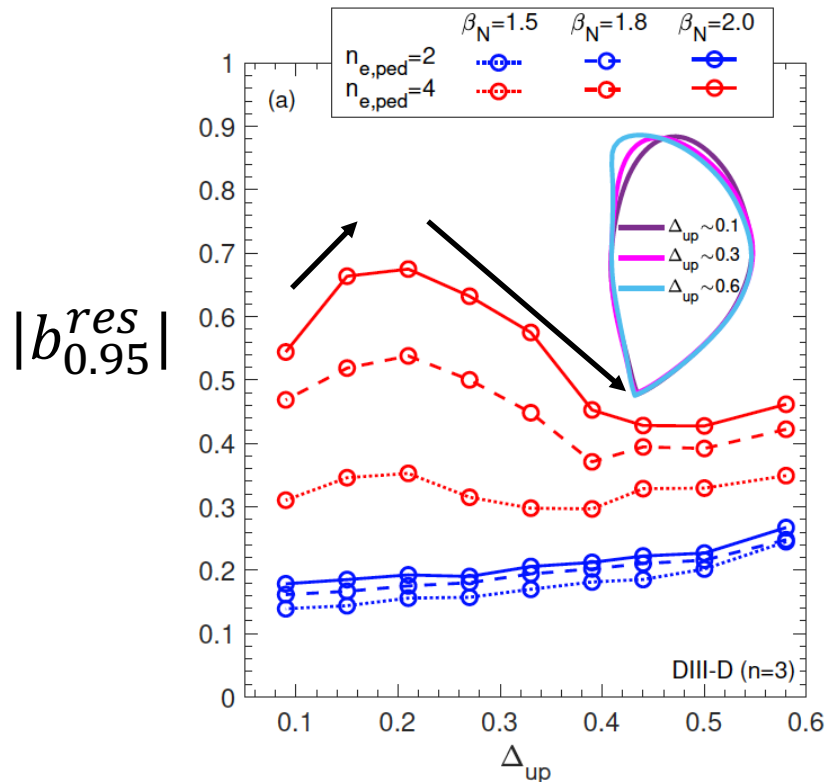 β_N=1.5 β_N=1.8 β_N=2.0
n_e,ped=2
n_e,ped=4
(a)
1
0.9
0.8
0.7
0.6
0.5
0.4
0.3
0.2
0.1
0
|b_0.95^res|
Δ_up~0.1
Δ_up~0.3
Δ_up~0.6
DIII-D (n=3)
0.1 0.2 0.3 0.4 0.5 0.6
Δ_up